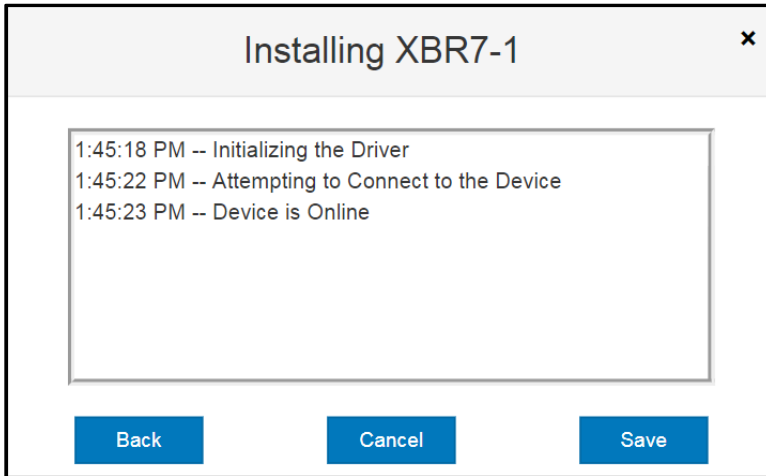 Installing XBR7-1
×
1:45:18 PM -- Initializing the Driver
1:45:22 PM -- Attempting to Connect to the Device
1:45:23 PM -- Device is Online
Back
Cancel
Save